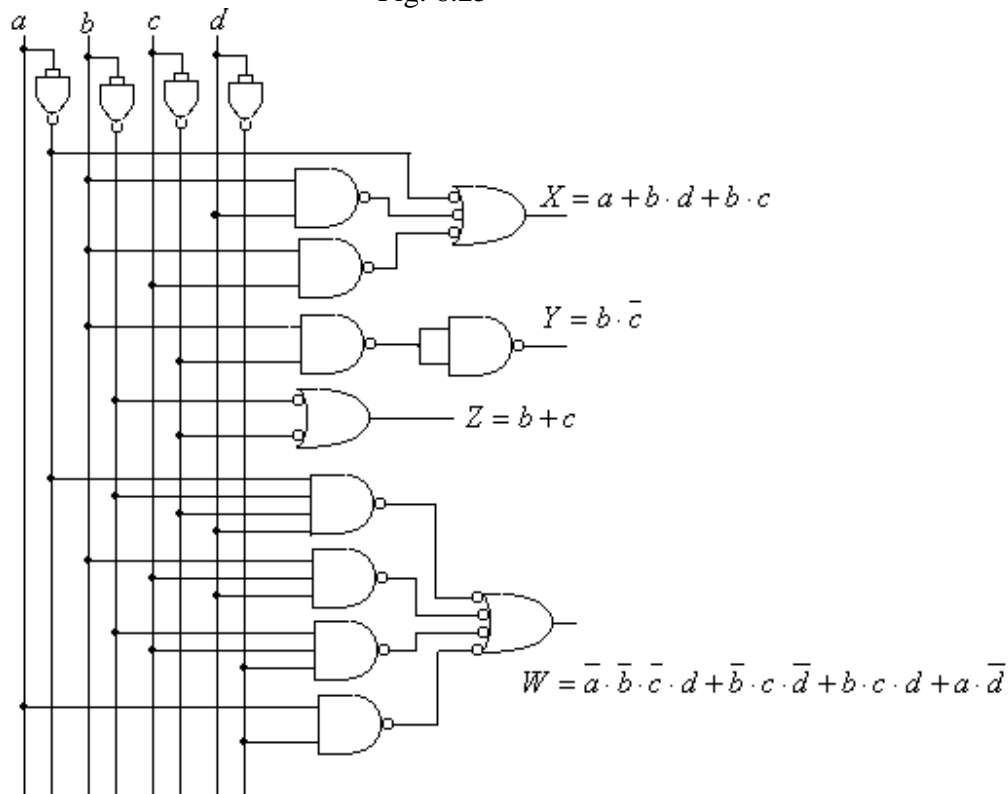 a b c d
X = a + b · d + b · c
Y = b · c̄
Z = b + c
W = ā · b̄ · c̄ · d + b̄ · c · d̄ + b · c · d + a · d̄